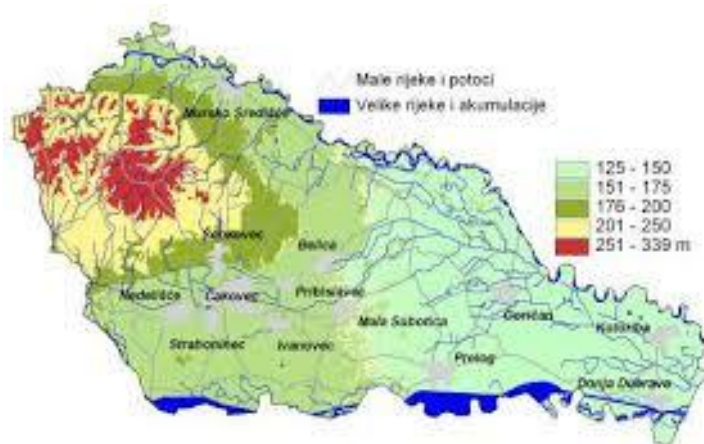 Male rijeke i potoci
Velike rijeke i akumulacije
125 - 150
151 - 175
176 - 200
201 - 250
251 - 339 m
Mursko Središće
Šenkovec
Belica
Nedelišće
Čakovec
Pribislavec
Mala Subotica
Goričan
Kotoriba
Strahoninec
Ivanovec
Prelog
Donja Dubrava